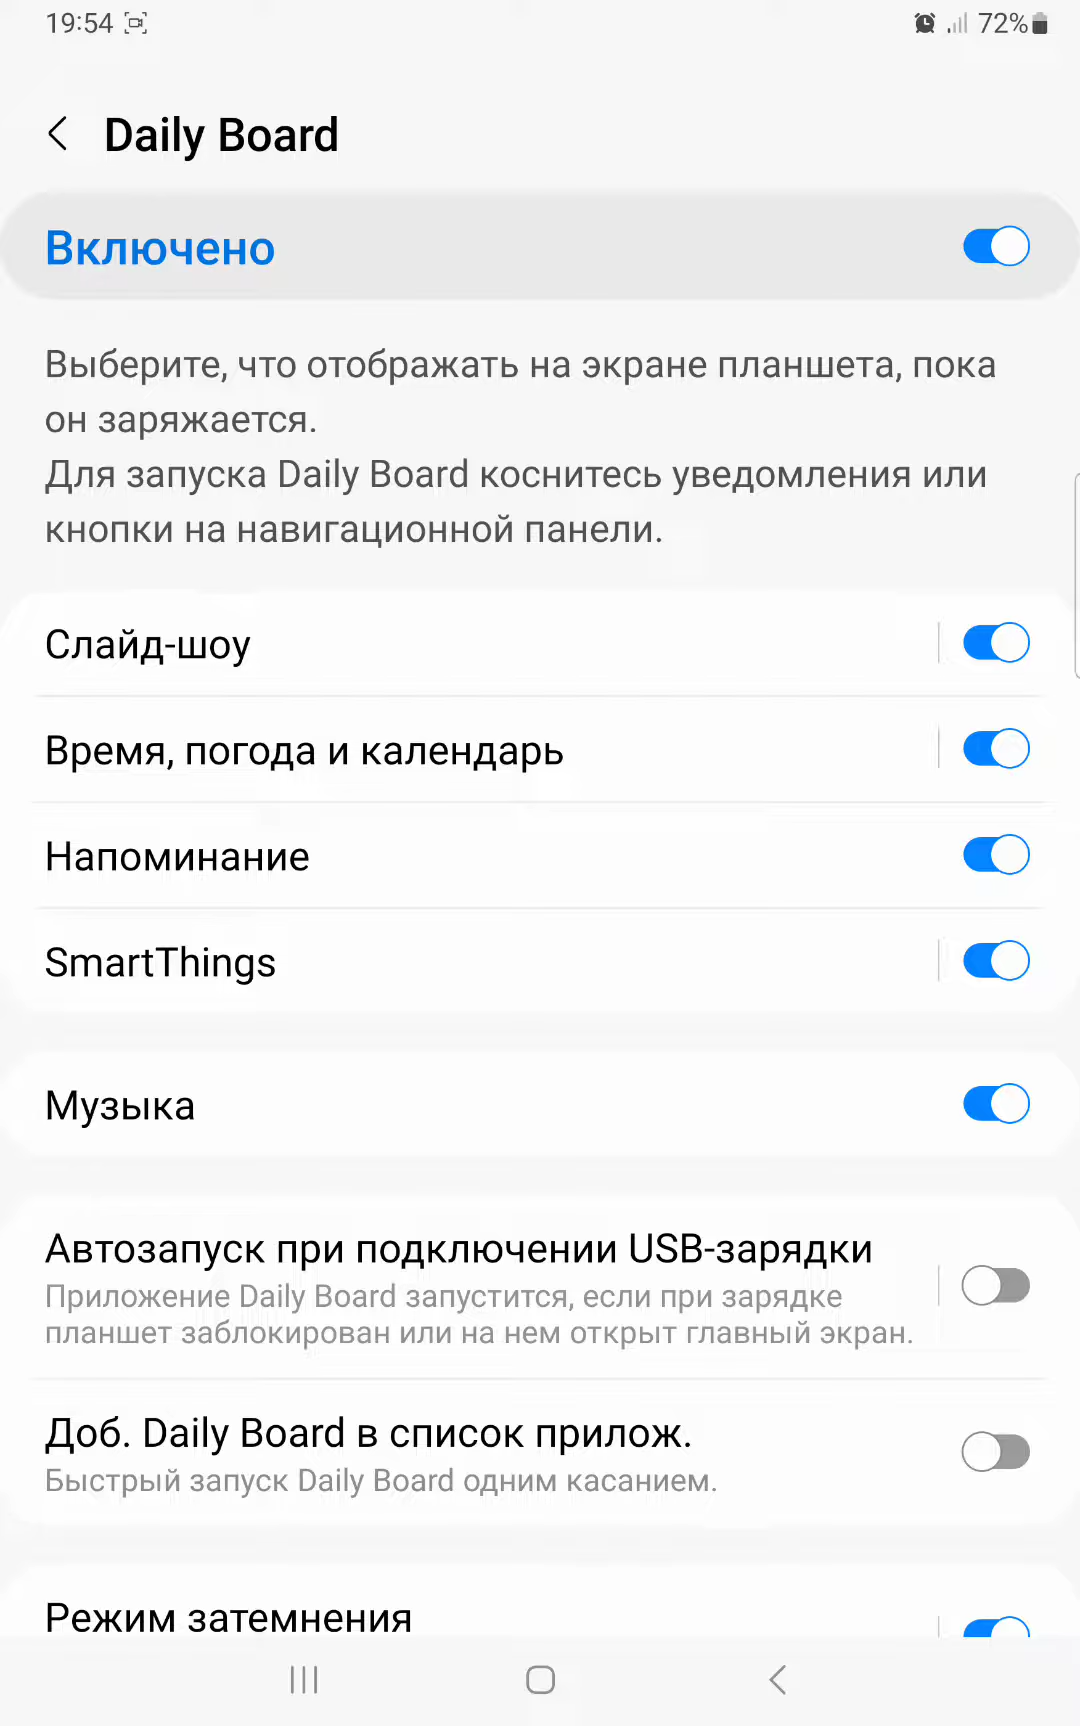 19:54 72%
Daily Board
Включено
Выберите, что отображать на экране планшета, пока
он заряжается.
Для запуска Daily Board коснитесь уведомления или
кнопки на навигационной панели.
Слайд-шоу
Время, погода и календарь
Напоминание
SmartThings
Музыка
Автозапуск при подключении USB-зарядки
Приложение Daily Board запустится, если при зарядке
планшет заблокирован или на нем открыт главный экран.
Доб. Daily Board в список прилож.
Быстрый запуск Daily Board одним касанием.
Режим затемнения